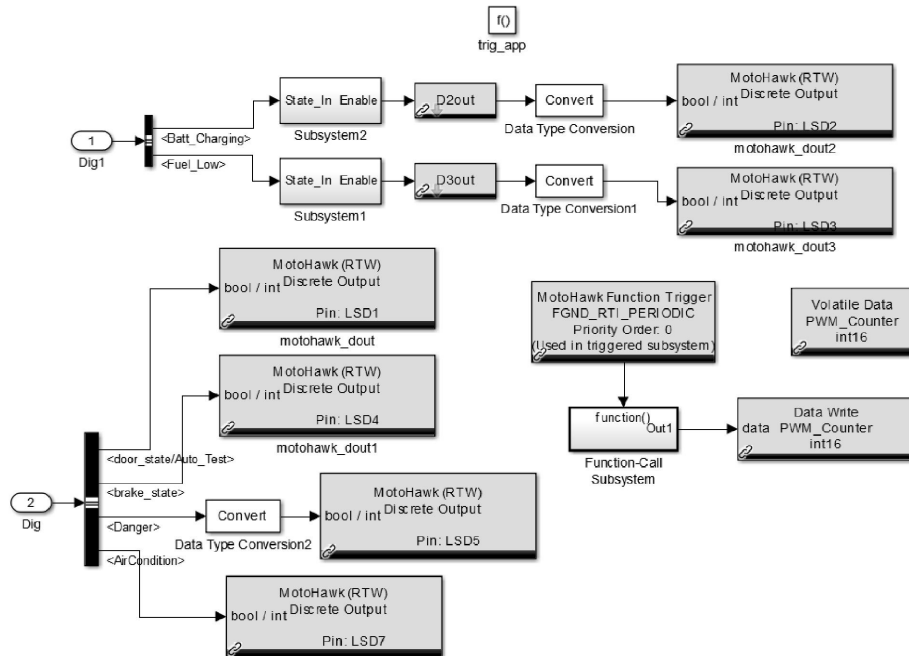 f()
trig_app
1
Dig1
<Batt_Charging>
<Fuel_Low>
State_In Enable
Subsystem2
D2out
Convert
Data Type Conversion
MotoHawk (RTW)
Discrete Output
bool / int
Pin: LSD2
motohawk_dout2
State_In Enable
Subsystem1
D3out
Convert
Data Type Conversion1
MotoHawk (RTW)
Discrete Output
bool / int
Pin: LSD3
motohawk_dout3
MotoHawk (RTW)
Discrete Output
bool / int
Pin: LSD1
motohawk_dout
MotoHawk (RTW)
Discrete Output
bool / int
Pin: LSD4
motohawk_dout1
2
Dig
<door_state/Auto_Test>
<brake_state>
<Danger>
<AirCondition>
Convert
Data Type Conversion2
MotoHawk (RTW)
Discrete Output
bool / int
Pin: LSD5
MotoHawk (RTW)
Discrete Output
bool / int
Pin: LSD7
MotoHawk Function Trigger
FGND_RTI_PERIODIC
Priority Order: 0
(Used in triggered subsystem)
function()
Out1
Function-Call
Subsystem
Volatile Data
PWM_Counter
int16
Data Write
data PWM_Counter
int16